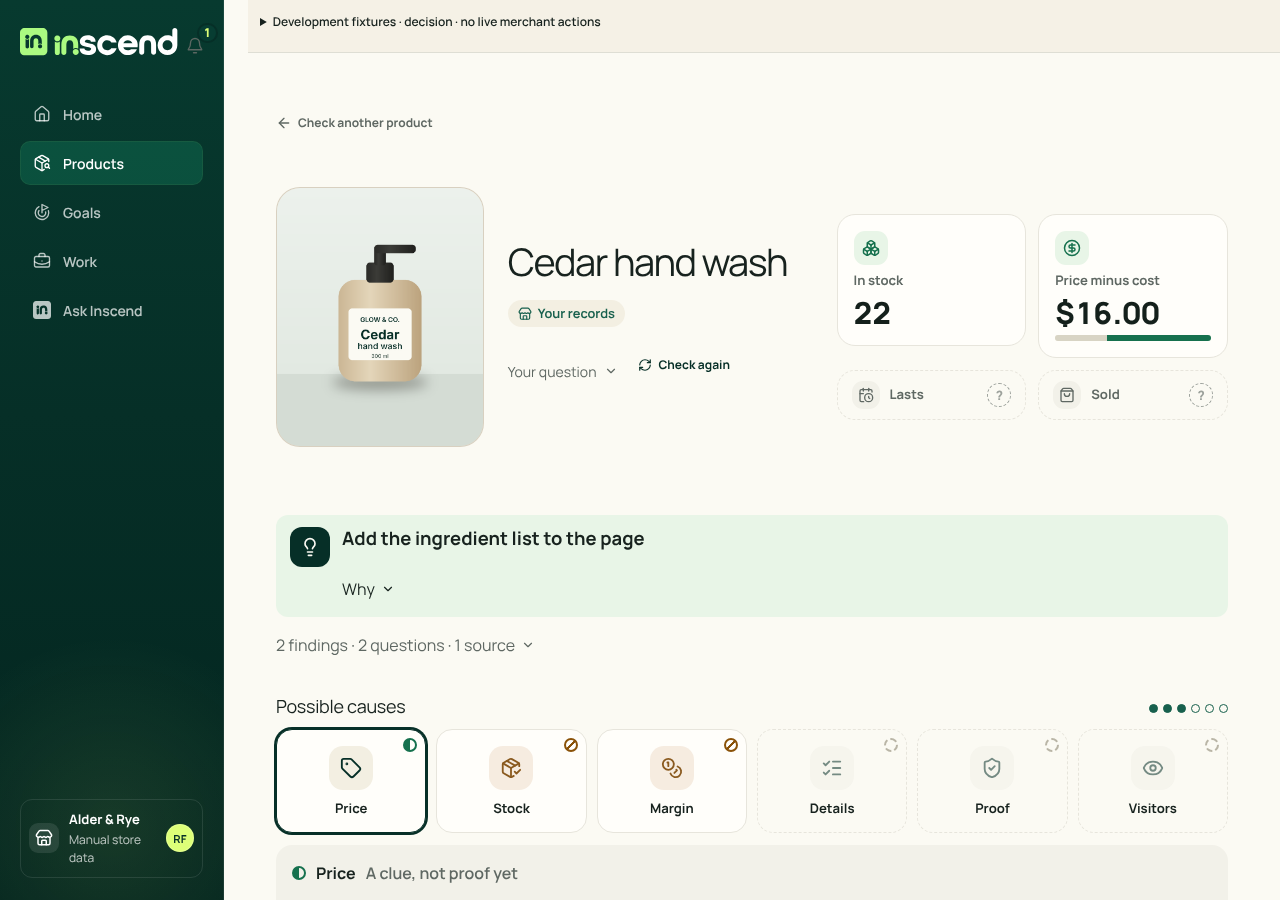 inscend
1
Home
Products
Goals
Work
Ask Inscend
Alder & Rye
Manual store
data
RF
Development fixtures · decision · no live merchant actions
Check another product
GLOW & CO.
Cedar
hand wash
300 ml
Cedar hand wash
Your records
Your question
Check again
In stock
22
Price minus cost
$16.00
Lasts
?
Sold
?
Add the ingredient list to the page
Why
2 findings · 2 questions · 1 source
Possible causes
Price
Stock
Margin
Details
Proof
Visitors
Price A clue, not proof yet